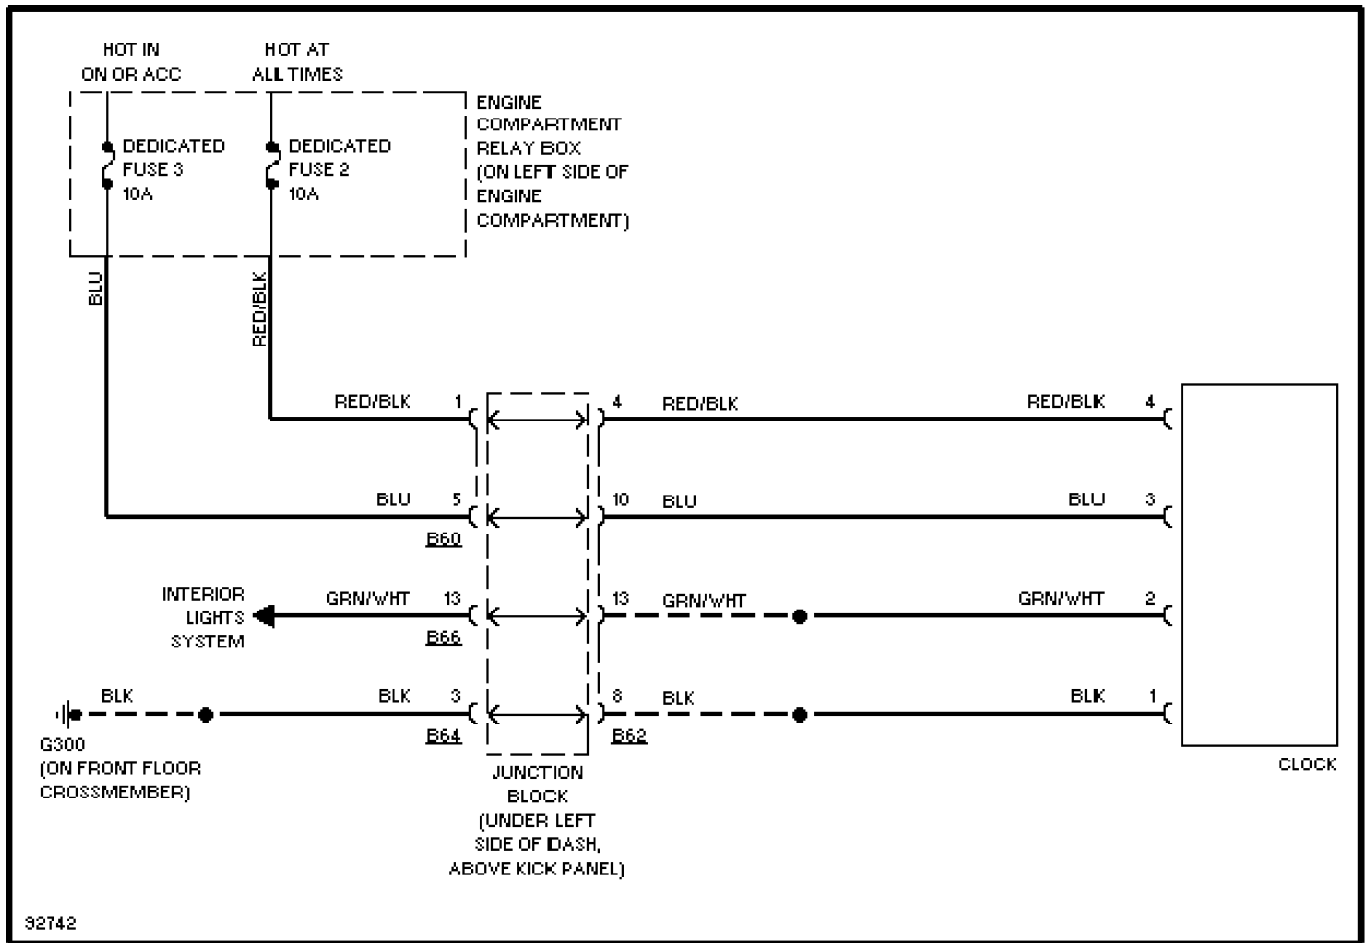 HOT IN
ON OR ACC
HOT AT
ALL TIMES
DEDICATED
FUSE 3
10A
DEDICATED
FUSE 2
10A
ENGINE
COMPARTMENT
RELAY BOX
(ON LEFT SIDE OF
ENGINE
COMPARTMENT)
BLU
RED/BLK
RED/BLK 1 4 RED/BLK RED/BLK 4
BLU 5 10 BLU BLU 3
B60
INTERIOR
LIGHTS
SYSTEM
GRN/WHT 13 13 GRN/WHT GRN/WHT 2
B66
BLK BLK 3 8 BLK BLK 1
B64 B62
G300
(ON FRONT FLOOR
CROSSMEMBER)
JUNCTION
BLOCK
(UNDER LEFT
SIDE OF DASH,
ABOVE KICK PANEL)
CLOCK
92742